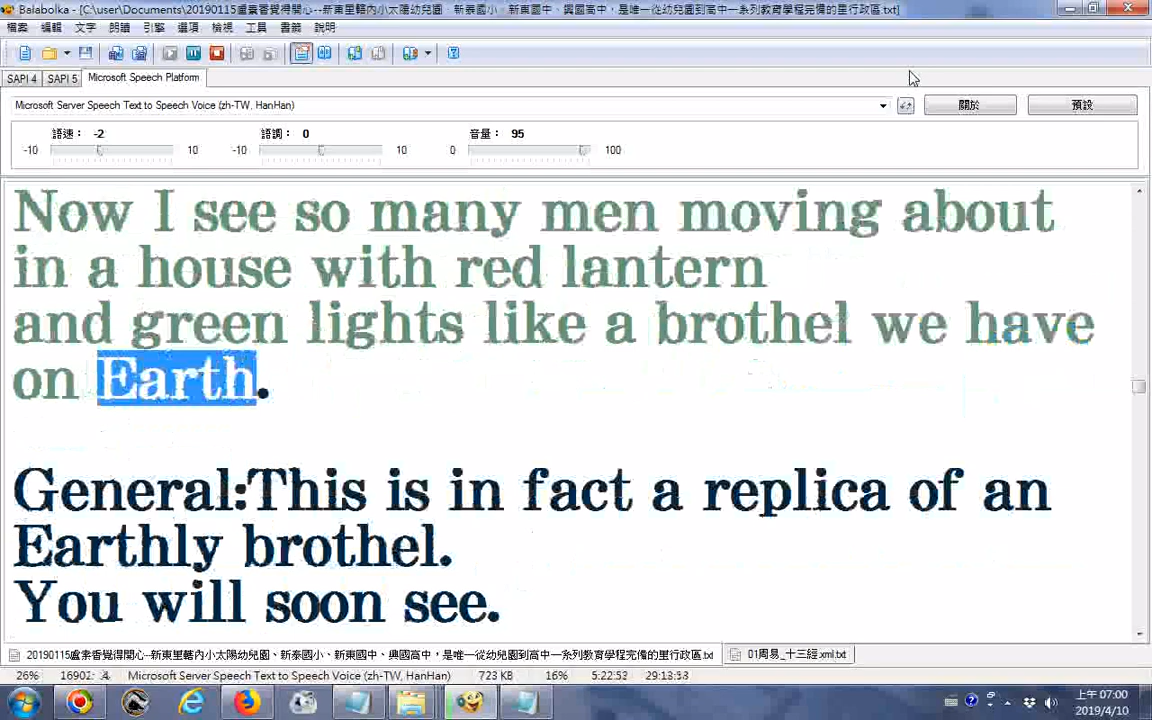 Balabolka - [C:\user\Documents\20190115盧素香覺得開心--新東里轄內小太陽幼兒園、新泰國小、新東國中、興國高中，是唯一從幼兒園到高中一系列教育學程完備的里行政區.txt]
檔案 編輯 文字 朗讀 引擎 選項 檢視 工具 書籤 說明
SAPI 4 SAPI 5 Microsoft Speech Platform
Microsoft Server Speech Text to Speech Voice (zh-TW, HanHan) 關於 預設
語速： -2 語調： 0 音量： 95
-10 10 -10 10 0 100
Now I see so many men moving about
in a house with red lantern
and green lights like a brothel we have
on Earth.
General:This is in fact a replica of an
Earthly brothel.
You will soon see.
20190115盧素香覺得開心--新東里轄內小太陽幼兒園、新泰國小、新東國中、興國高中，是唯一從幼兒園到高中一系列教育學程完備的里行政區.txt 01周易_十三經.xml.txt
26% Microsoft Server Speech Text to Speech Voice (zh-TW, HanHan) 723 KB 16% 5:22:53
上午 07:00
2019/4/10